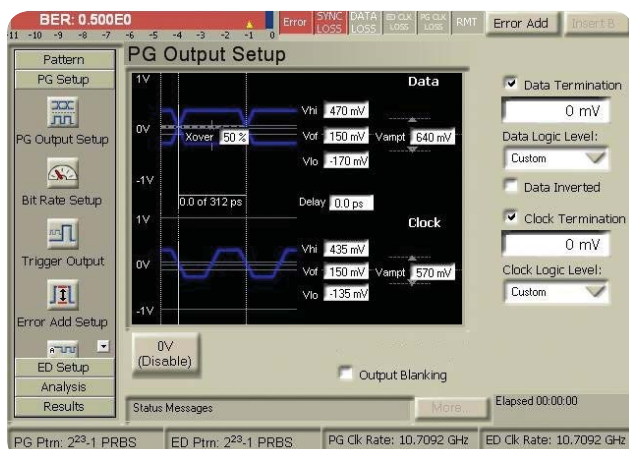 BER: 0.500E0
-11 -10 -9 -8 -7 -6 -5 -4 -3 -2 -1 0
Error
SYNC LOSS
DATA LOSS
ED CLK LOSS
PG CLK LOSS
RMT
Error Add
Insert B
Pattern
PG Setup
PG Output Setup
Bit Rate Setup
Trigger Output
Error Add Setup
ED Setup
Analysis
Results
PG Output Setup
1V
0V
-1V
Data
Xover 50 %
Vhi 470 mV
Vof 150 mV
Vampt 640 mV
Vlo -170 mV
0.0 of 312 ps
Delay 0.0 ps
1V
0V
-1V
Clock
Vhi 435 mV
Vof 150 mV
Vampt 570 mV
Vlo -135 mV
0V
(Disable)
Output Blanking
Data Termination
0 mV
Data Logic Level:
Custom
Data Inverted
Clock Termination
0 mV
Clock Logic Level:
Custom
Status Messages
More...
Elapsed 00:00:00
PG Ptrn: 2²³-1 PRBS
ED Ptrn: 2²³-1 PRBS
PG Clk Rate: 10.7092 GHz
ED Clk Rate: 10.7092 GHz